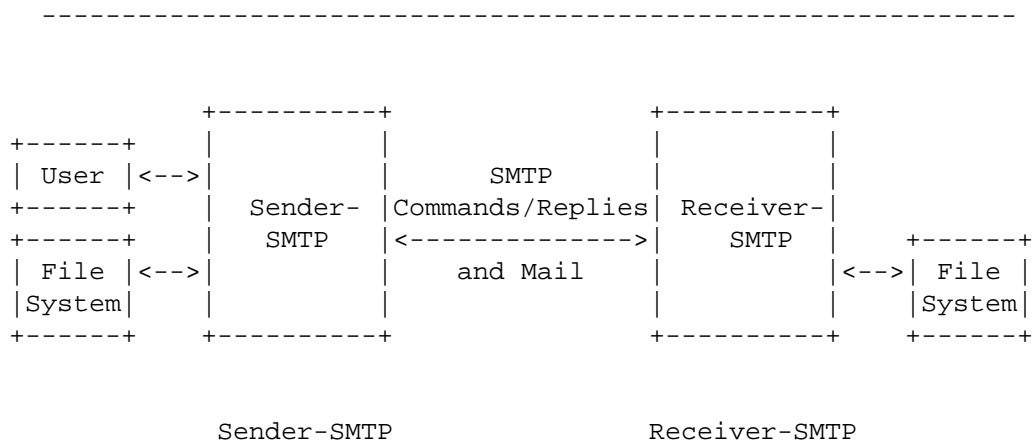 -------------------------------------------------------------
            +----------+                +----------+
+------+    |          |                |          |
| User |<-->|          |      SMTP      |          |
+------+    |  Sender- |Commands/Replies| Receiver-|
+------+    |   SMTP   |<-------------->|    SMTP  |    +------+
| File |<-->|          |    and Mail    |          |<-->| File |
|System|    |          |                |          |    |System|
+------+    +----------+                +----------+    +------+
             Sender-SMTP                Receiver-SMTP